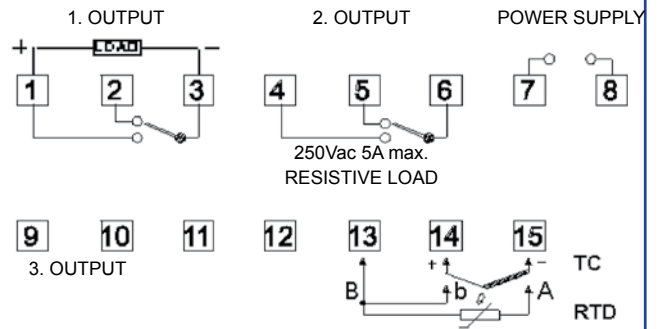 1. OUTPUT 2. OUTPUT POWER SUPPLY
+ LOAD −
1 2 3 4 5 6 7 8
250Vac 5A max.
RESISTIVE LOAD
9 10 11 12 13 14 15
3. OUTPUT
+ − TC
B b A
RTD